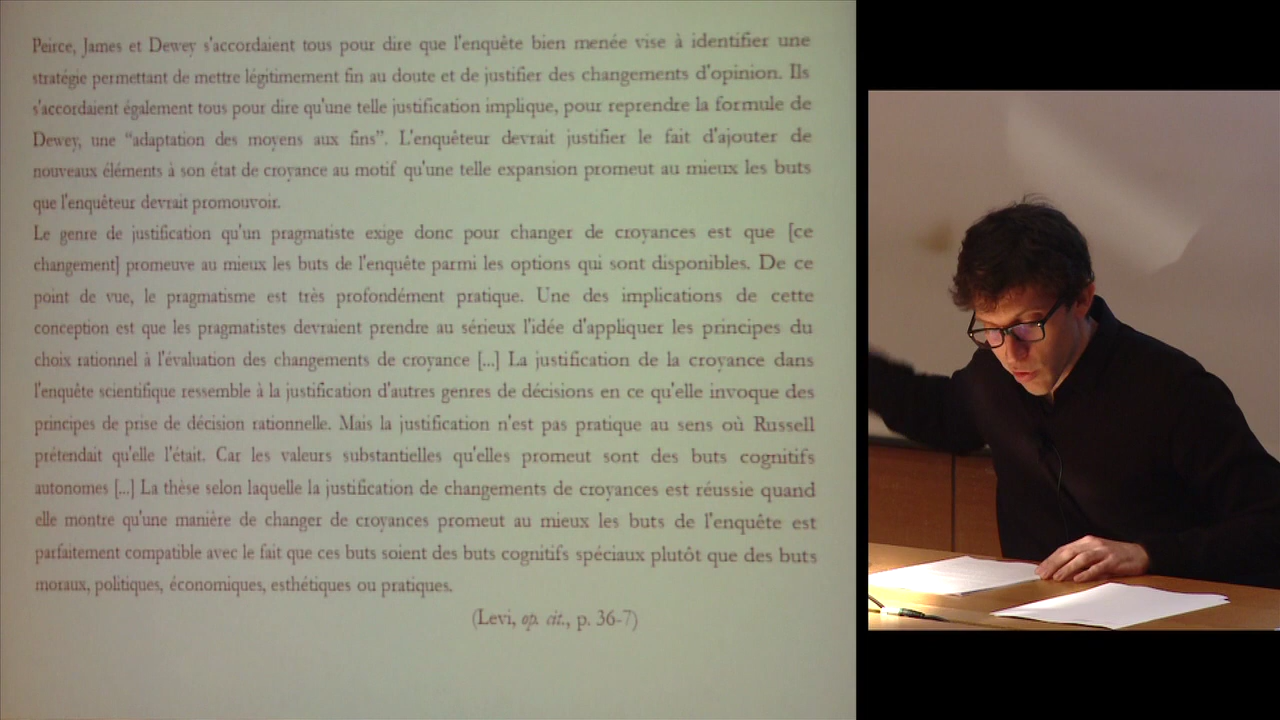 Peirce, James et Dewey s'accordaient tous pour dire que l'enquête bien menée vise à identifier une
stratégie permettant de mettre légitimement fin au doute et de justifier des changements d'opinion. Ils
s'accordaient également tous pour dire qu'une telle justification implique, pour reprendre la formule de
Dewey, une “adaptation des moyens aux fins”. L'enquêteur devrait justifier le fait d'ajouter de
nouveaux éléments à son état de croyance au motif qu'une telle expansion promeut au mieux les buts
que l'enquêteur devrait promouvoir.
Le genre de justification qu'un pragmatiste exige donc pour changer de croyances est que [ce
changement] promeuve au mieux les buts de l'enquête parmi les options qui sont disponibles. De ce
point de vue, le pragmatisme est très profondément pratique. Une des implications de cette
conception est que les pragmatistes devraient prendre au sérieux l'idée d'appliquer les principes du
choix rationnel à l'évaluation des changements de croyance [...] La justification de la croyance dans
l'enquête scientifique ressemble à la justification d'autres genres de décisions en ce qu'elle invoque des
principes de prise de décision rationnelle. Mais la justification n'est pas pratique au sens où Russell
prétendait qu'elle l'était. Car les valeurs substantielles qu'elles promeut sont des buts cognitifs
autonomes [...] La thèse selon laquelle la justification de changements de croyances est réussie quand
elle montre qu'une manière de changer de croyances promeut au mieux les buts de l'enquête est
parfaitement compatible avec le fait que ces buts soient des buts cognitifs spéciaux plutôt que des buts
moraux, politiques, économiques, esthétiques ou pratiques.
(Levi, op. cit., p. 36-7)